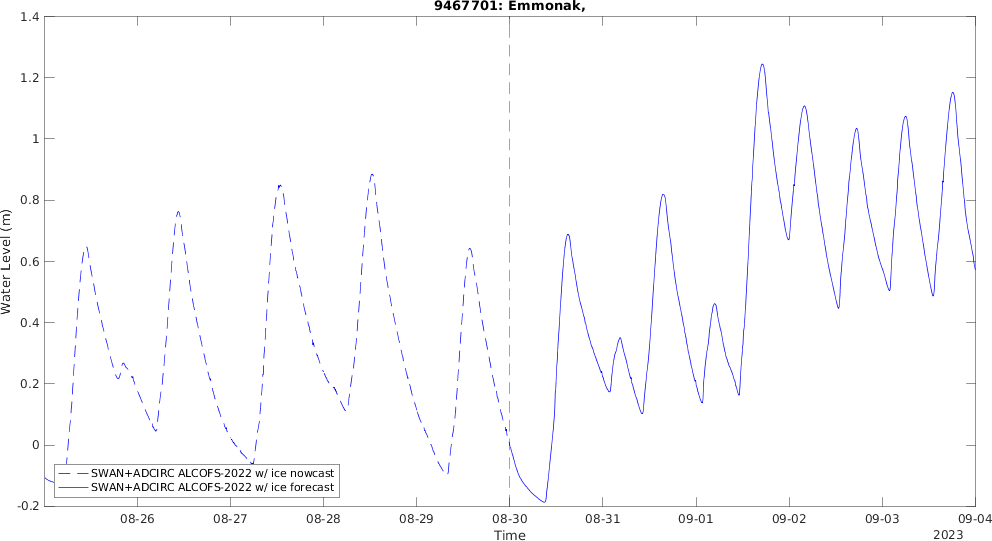 9467701: Emmonak,
1.4
1.2
1
0.8
0.6
0.4
0.2
0
-0.2
Water Level (m)
SWAN+ADCIRC ALCOFS-2022 w/ ice nowcast
SWAN+ADCIRC ALCOFS-2022 w/ ice forecast
08-26 08-27 08-28 08-29 08-30 08-31 09-01 09-02 09-03 09-04
Time
2023